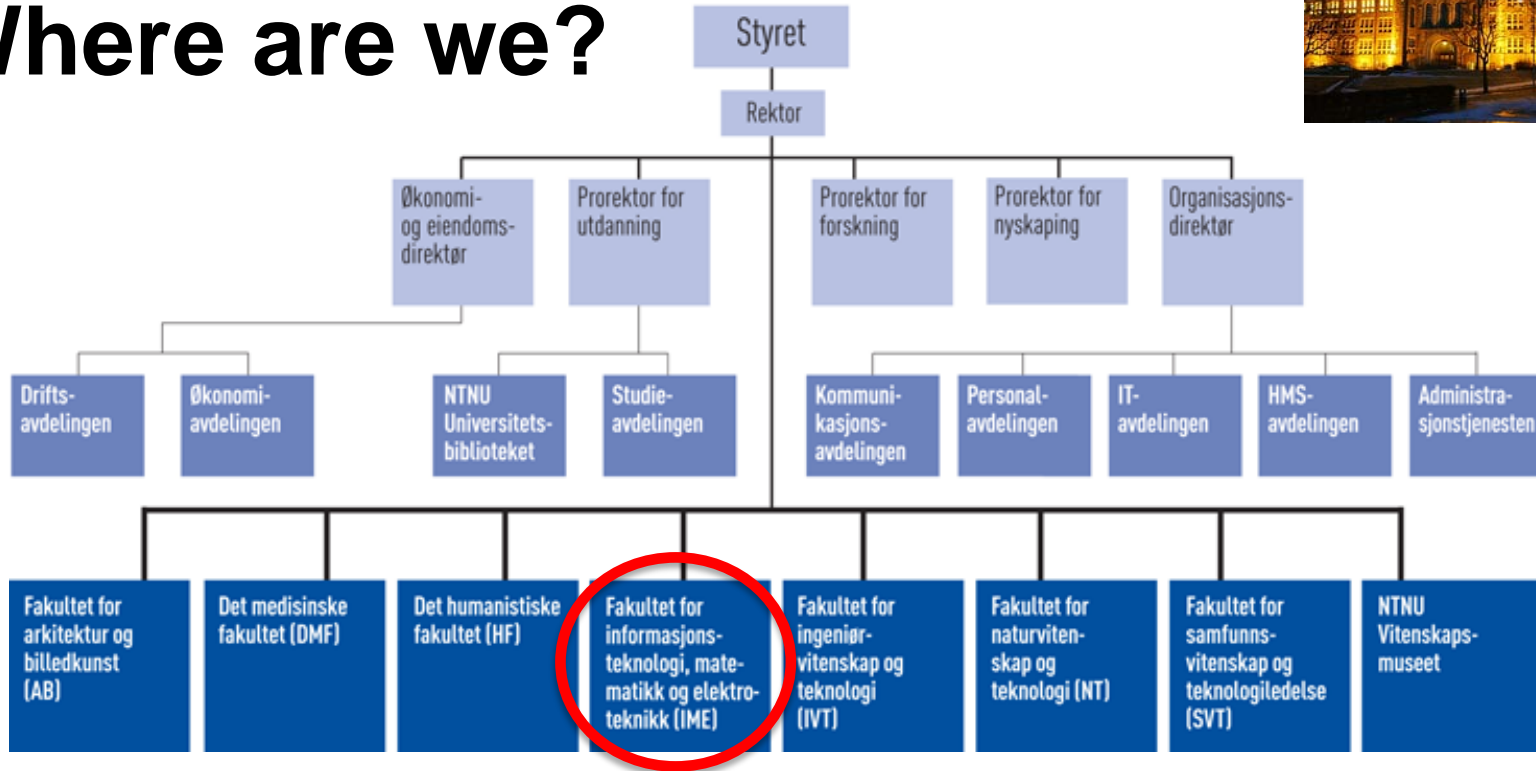 Where are we?
Styret
Rektor
Økonomi-
og eiendoms-
direktør
Prorektor for
utdanning
Prorektor for
forskning
Prorektor for
nyskaping
Organisasjons-
direktør
Drifts-
avdelingen
Økonomi-
avdelingen
NTNU
Universitets-
biblioteket
Studie-
avdelingen
Kommuni-
kasjons-
avdelingen
Personal-
avdelingen
IT-
avdelingen
HMS-
avdelingen
Administra-
sjonstjenesten
Fakultet for
arkitektur og
billedkunst
(AB)
Det medisinske
fakultet (DMF)
Det humanistiske
fakultet (HF)
Fakultet for
informasjons-
teknologi, mate-
matikk og elektro-
teknikk (IME)
Fakultet for
ingeniør-
vitenskap og
teknologi
(IVT)
Fakultet for
naturviten-
skap og
teknologi (NT)
Fakultet for
samfunns-
vitenskap og
teknologiledelse
(SVT)
NTNU
Vitenskaps-
museet